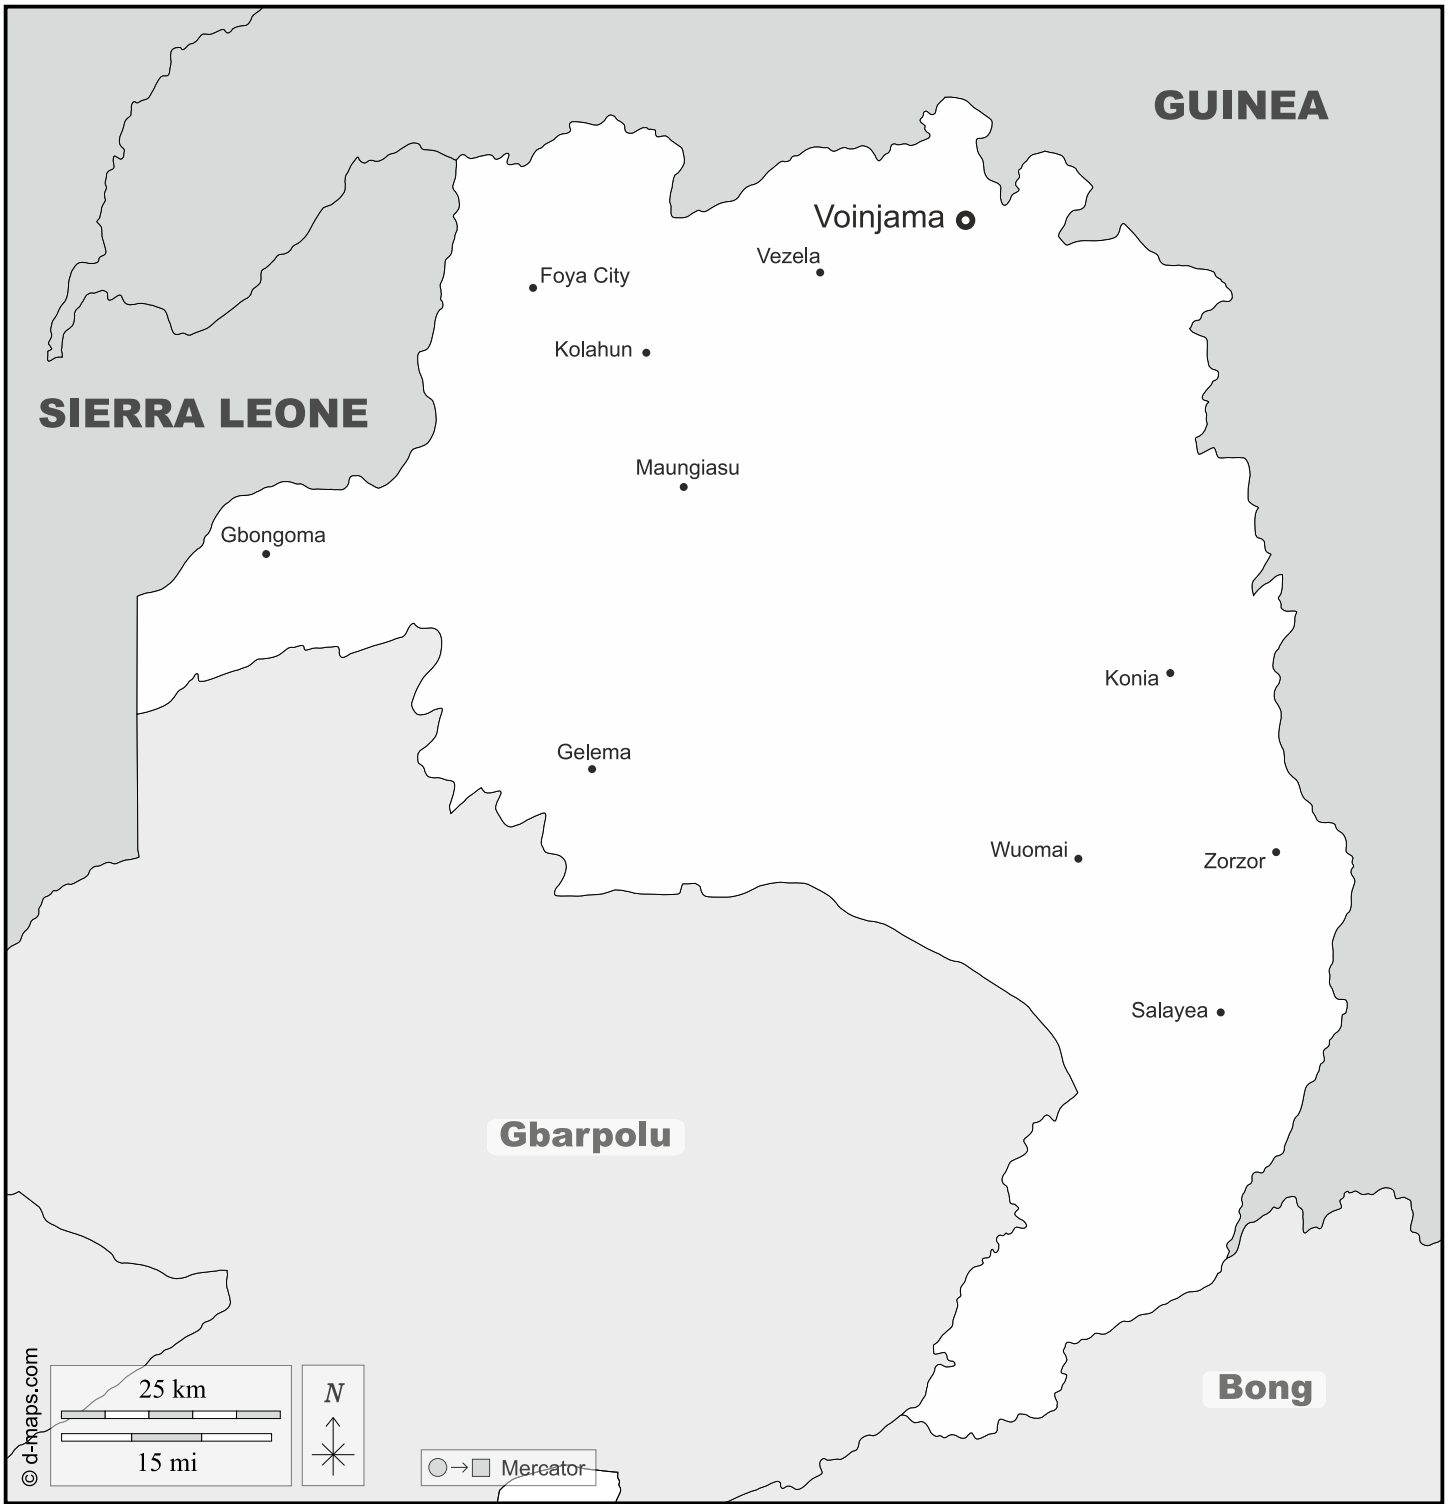 GUINEA
Voinjama
Vezela
Foya City
Kolahun
SIERRA LEONE
Maungiasu
Gbongoma
Konia
Gelema
Wuomai
Zorzor
Salayea
Gbarpolu
Bong
© d-maps.com
25 km
15 mi
N
Mercator